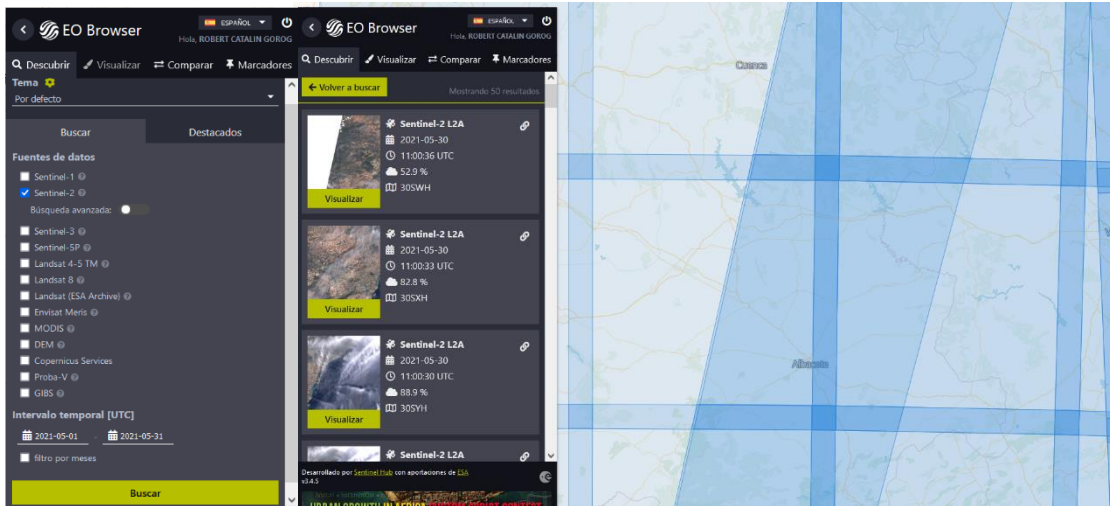 EO Browser
ESPAÑOL
Hola, ROBERT CATALIN GOROG
Descubrir
Visualizar
Comparar
Marcadores
Tema
Por defecto
Buscar
Destacados
Fuentes de datos
Sentinel-1
Sentinel-2
Búsqueda avanzada:
Sentinel-3
Sentinel-5P
Landsat 4-5 TM
Landsat 8
Landsat (ESA Archive)
Envisat Meris
MODIS
DEM
Copernicus Services
Proba-V
GIBS
Intervalo temporal [UTC]
2021-05-01 - 2021-05-31
filtro por meses
Buscar
EO Browser
ESPAÑOL
Hola, ROBERT CATALIN GOROG
Descubrir
Visualizar
Comparar
Marcadores
Volver a buscar
Mostrando 50 resultados
Sentinel-2 L2A
2021-05-30
11:00:36 UTC
52.9 %
30SWH
Visualizar
Sentinel-2 L2A
2021-05-30
11:00:33 UTC
82.8 %
30SXH
Visualizar
Sentinel-2 L2A
2021-05-30
11:00:30 UTC
88.9 %
30SYH
Visualizar
Sentinel-2 L2A
Desarrollado por Sentinel Hub con aportaciones de ESA
v3.4.5
Cuenca
Albacete